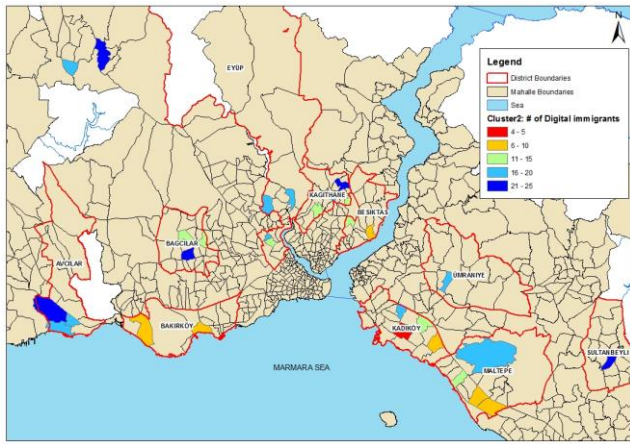 N
EYÜP
Legend
District Boundaries
Mahalle Boundaries
Sea
Cluster2: # of Digital immigrants
4 - 5
6 - 10
11 - 15
16 - 20
21 - 25
KAGITHANE
BESIKTAS
BAGCILAR
AVCILAR
ÜMRANIYE
BAKIRKÖY
KADIKÖY
SULTANBEYLI
MALTEPE
MARMARA SEA